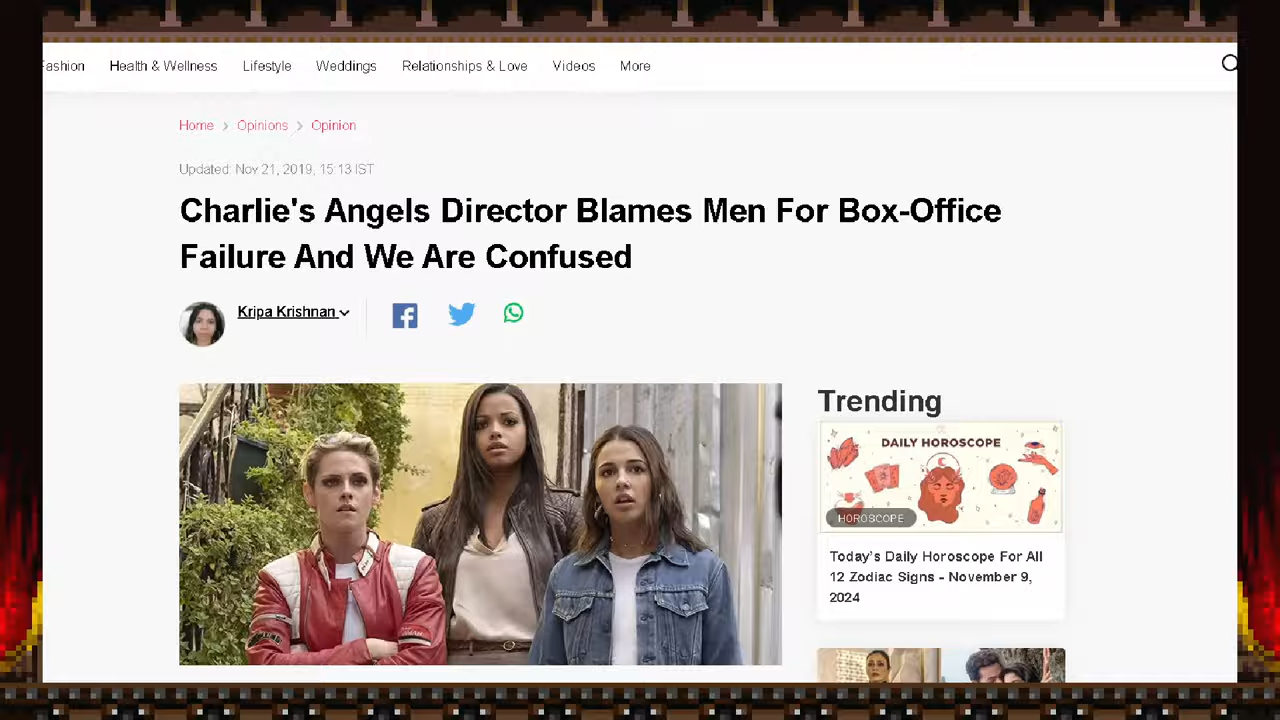 Fashion Health & Wellness Lifestyle Weddings Relationships & Love Videos More
Home > Opinions > Opinion
Updated: Nov 21, 2019, 15:13 IST
Charlie's Angels Director Blames Men For Box-Office
Failure And We Are Confused
Kripa Krishnan
Trending
DAILY HOROSCOPE
HOROSCOPE
Today's Daily Horoscope For All
12 Zodiac Signs - November 9,
2024